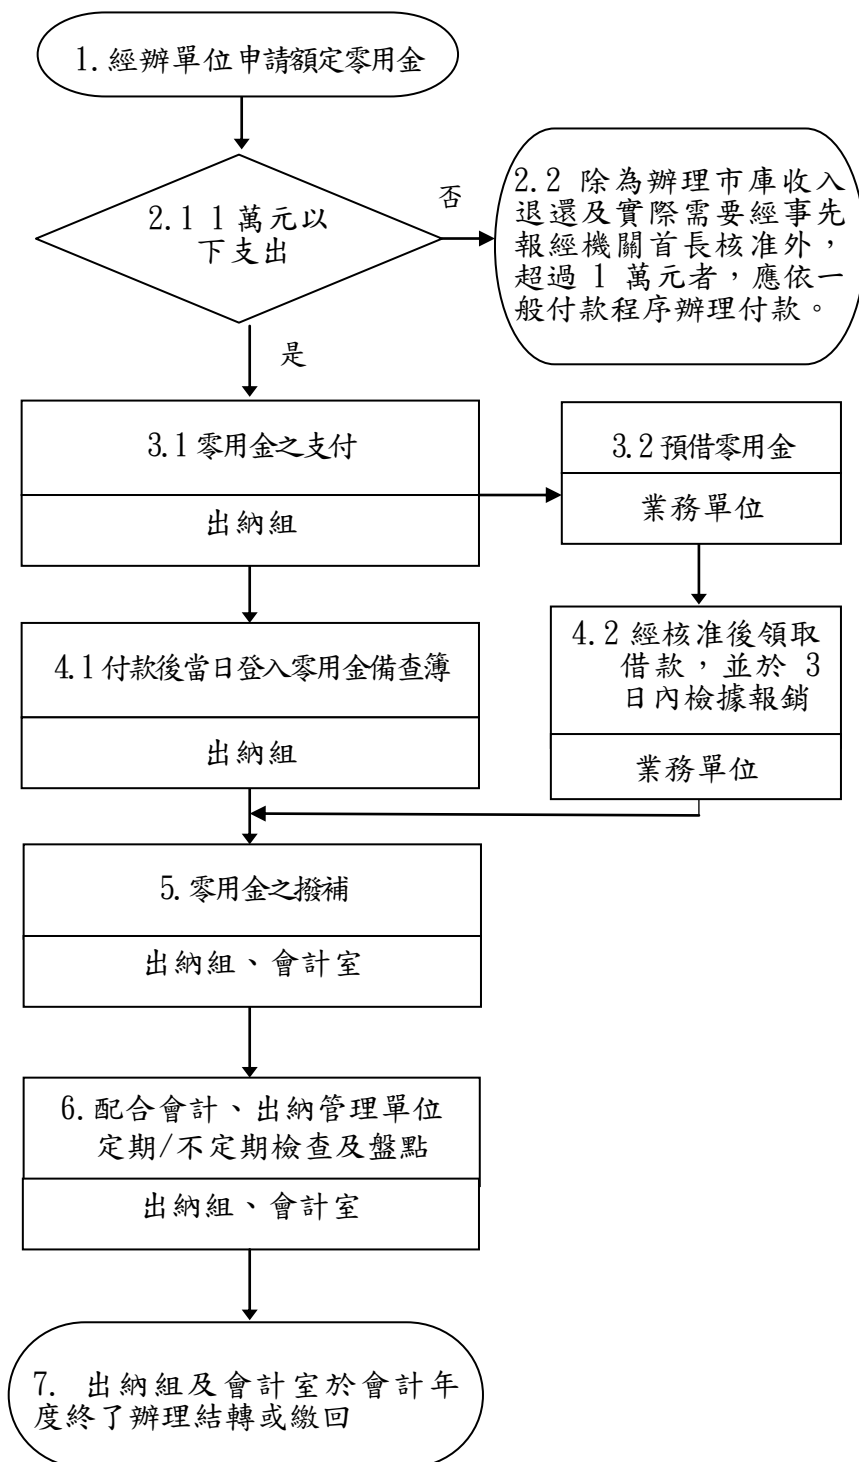 1.經辦單位申請額定零用金
2.1 1 萬元以
下支出
否
2.2 除為辦理市庫收入
退還及實際需要經事先
報經機關首長核准外，
超過 1 萬元者，應依一
般付款程序辦理付款。
是
3.1 零用金之支付
出納組
3.2 預借零用金
業務單位
4.1 付款後當日登入零用金備查簿
出納組
4.2 經核准後領取
借款，並於 3
日內檢據報銷
業務單位
5. 零用金之撥補
出納組、會計室
6.配合會計、出納管理單位
定期/不定期檢查及盤點
出納組、會計室
7. 出納組及會計室於會計年
度終了辦理結轉或繳回